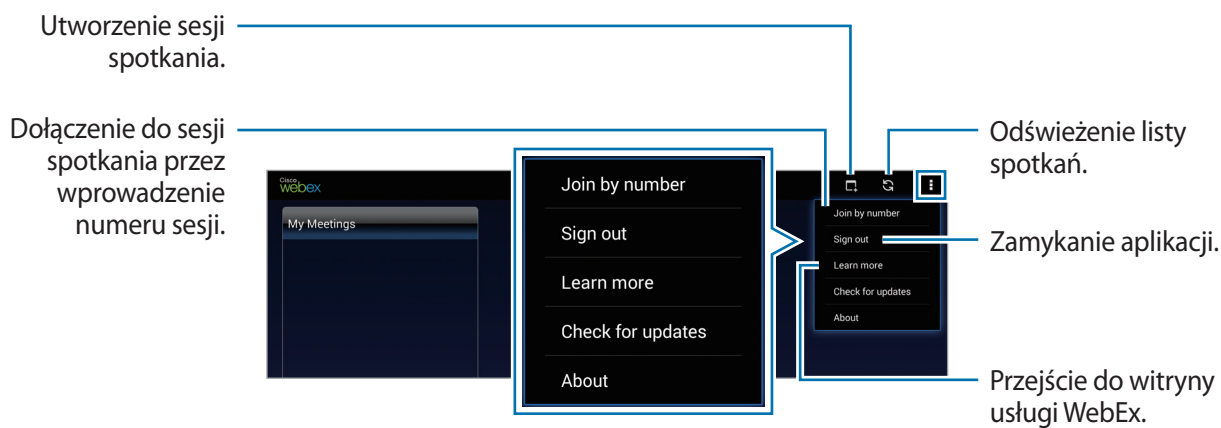 Utworzenie sesji
spotkania.
Dołączenie do sesji
spotkania przez
wprowadzenie
numeru sesji.
Cisco
webex
My Meetings
Join by number
Sign out
Learn more
Check for updates
About
Join by number
Sign out
Learn more
Check for updates
About
Odświeżenie listy
spotkań.
Zamykanie aplikacji.
Przejście do witryny
usługi WebEx.